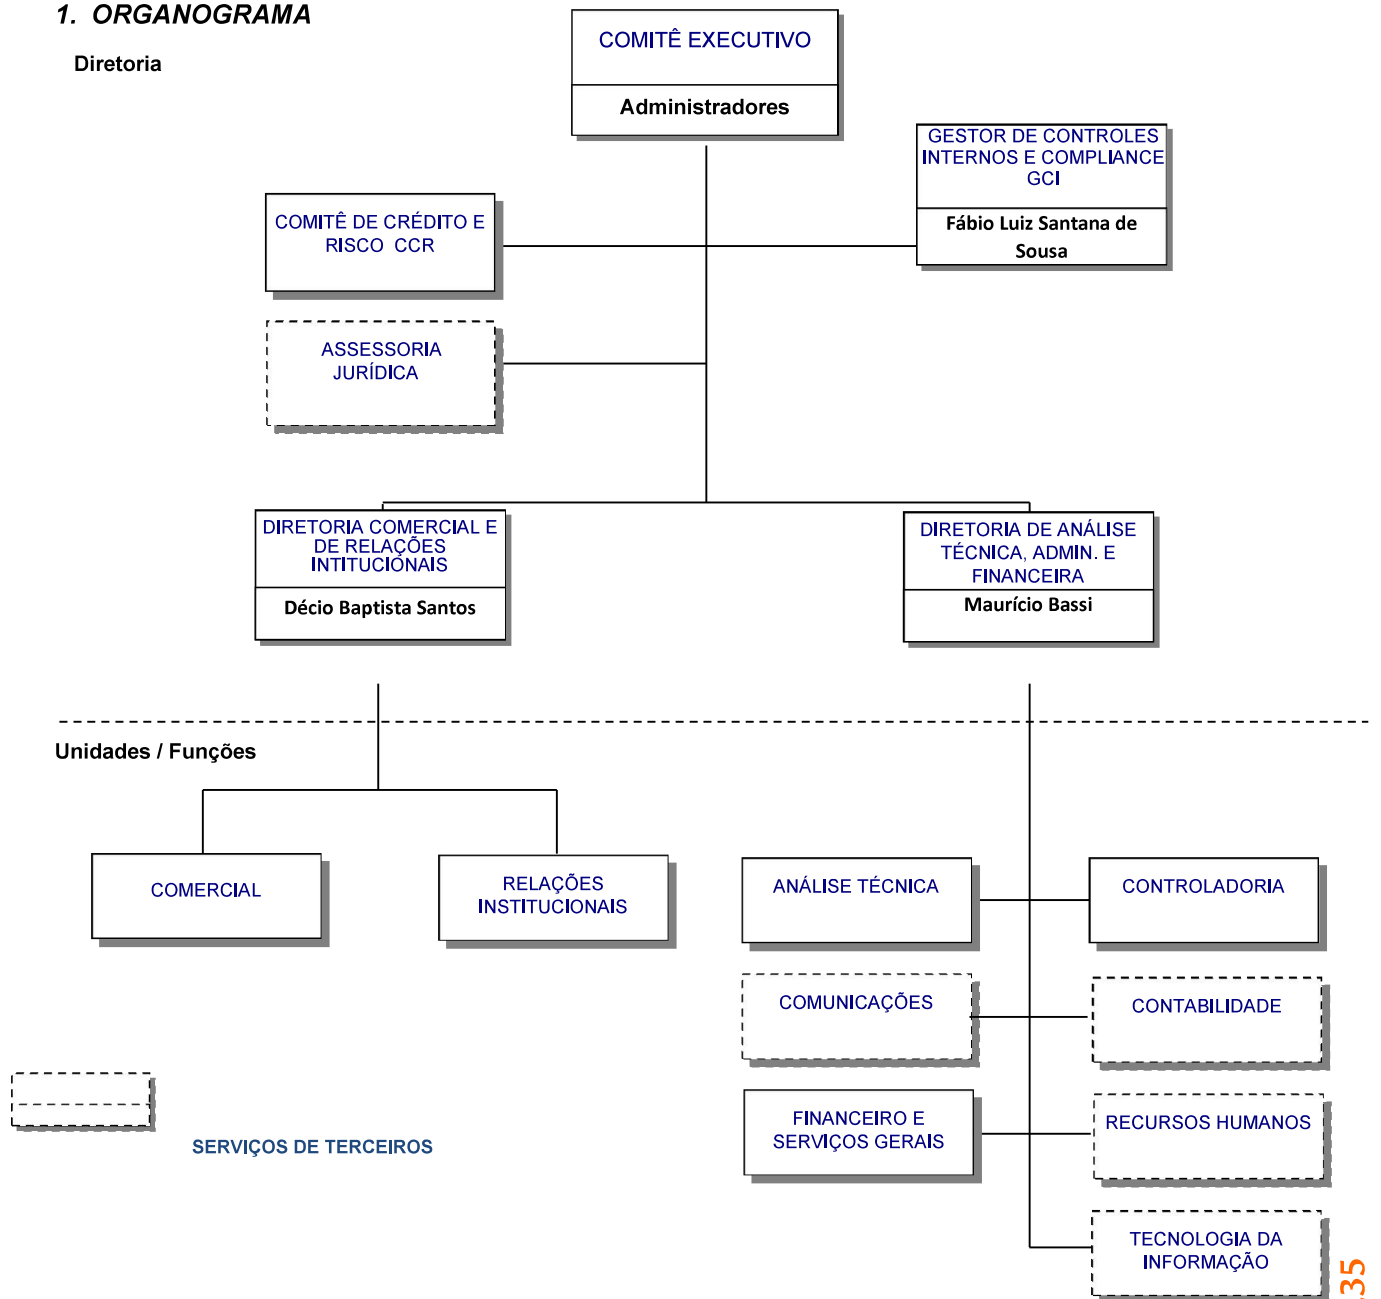 1. ORGANOGRAMA
Diretoria
COMITÊ EXECUTIVO
Administradores
GESTOR DE CONTROLES
INTERNOS E COMPLIANCE
GCI
Fábio Luiz Santana de
Sousa
COMITÊ DE CRÉDITO E
RISCO CCR
ASSESSORIA
JURÍDICA
DIRETORIA COMERCIAL E
DE RELAÇÕES
INTITUCIONAIS
Décio Baptista Santos
DIRETORIA DE ANÁLISE
TÉCNICA, ADMIN. E
FINANCEIRA
Maurício Bassi
Unidades / Funções
COMERCIAL
RELAÇÕES
INSTITUCIONAIS
ANÁLISE TÉCNICA
CONTROLADORIA
COMUNICAÇÕES
CONTABILIDADE
FINANCEIRO E
SERVIÇOS GERAIS
RECURSOS HUMANOS
SERVIÇOS DE TERCEIROS
TECNOLOGIA DA
INFORMAÇÃO
35